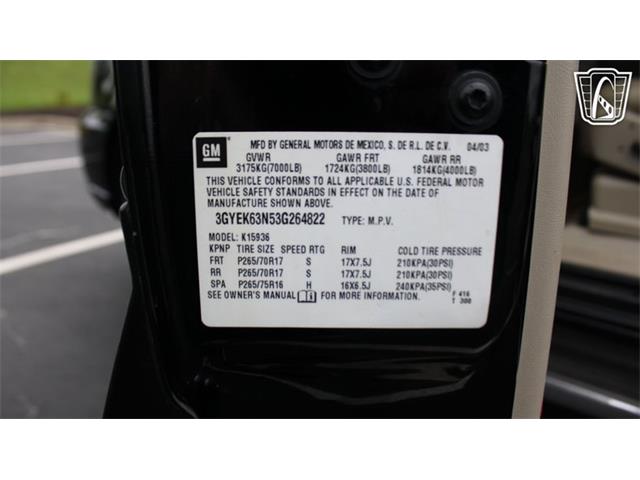 GM
MFD BY GENERAL MOTORS DE MEXICO, S. DE R.L. DE C.V. 04/03
GVWR GAWR FRT GAWR RR
3175KG(7000LB) 1724KG(3800LB) 1814KG(4000LB)
THIS VEHICLE CONFORMS TO ALL APPLICABLE U.S. FEDERAL MOTOR
VEHICLE SAFETY STANDARDS IN EFFECT ON THE DATE OF
MANUFACTURE SHOWN ABOVE.
3GYEK63N53G264822 TYPE: M.P.V.
MODEL: K15936
KPNP TIRE SIZE SPEED RTG RIM COLD TIRE PRESSURE
FRT P265/70R17 S 17X7.5J 210KPA(30PSI)
RR P265/70R17 S 17X7.5J 210KPA(30PSI)
SPA P265/75R16 H 16X6.5J 240KPA(35PSI)
SEE OWNER'S MANUAL FOR MORE INFORMATION. F 416
T 300